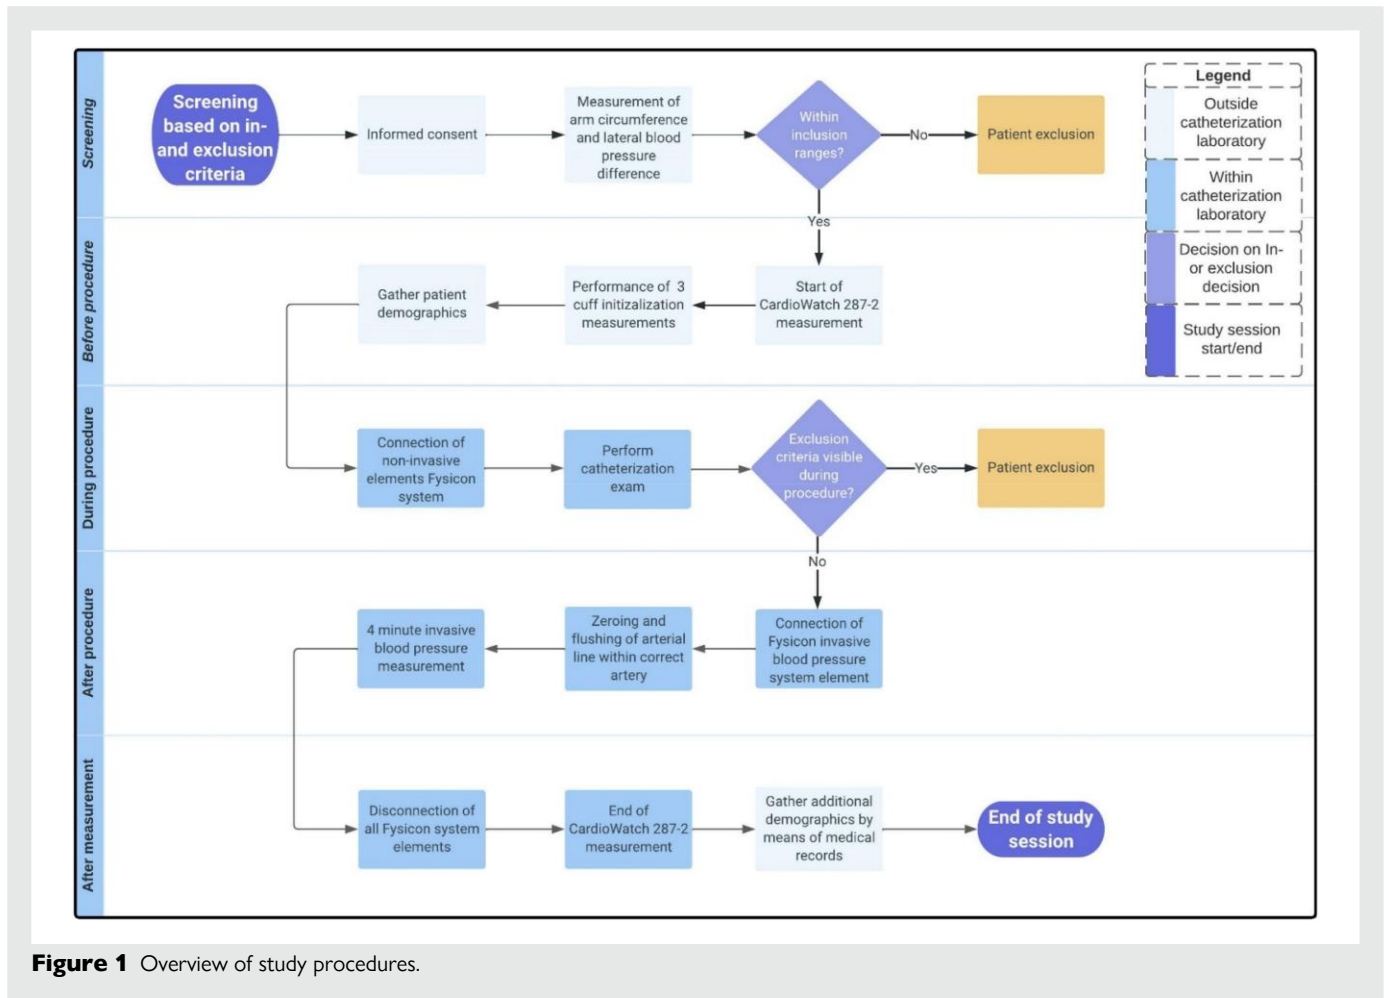 Screening
Screening
based on in-
and exclusion
criteria
Informed consent
Measurement of
arm circumference
and lateral blood
pressure
difference
Within
inclusion
ranges?
No
Patient exclusion
Yes
Legend
Outside
catheterization
laboratory
Within
catheterization
laboratory
Decision on In-
or exclusion
decision
Study session
start/end
Before procedure
Gather patient
demographics
Performance of 3
cuff initizalization
measurements
Start of
CardioWatch 287-2
measurement
During procedure
Connection of
non-invasive
elements Fysicon
system
Perform
catheterization
exam
Exclusion
criteria visible
during
procedure?
Yes
Patient exclusion
No
After procedure
4 minute invasive
blood pressure
measurement
Zeroing and
flushing of arterial
line within correct
artery
Connection of
Fysicon invasive
blood pressure
system element
After measurement
Disconnection of
all Fysicon system
elements
End of
CardioWatch 287-2
measurement
Gather additional
demographics by
means of medical
records
End of study
session
Figure 1 Overview of study procedures.